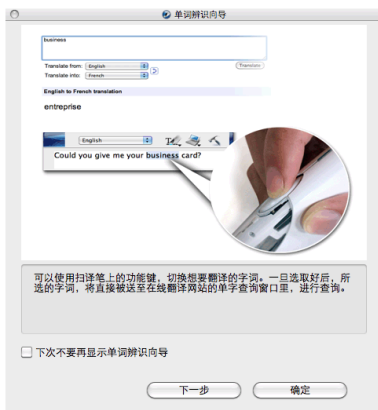 单词辨识向导
business
Translate from: English
Translate
Translate into: French
English to French translation
entreprise
English
Could you give me your business card?
可以使用扫译笔上的功能键，切换想要翻译的字词。一旦选取好后，所
选的字词，将直接被送至在线翻译网站的单字查询窗口里，进行查询。
下次不要再显示单词辨识向导
下一步
确定